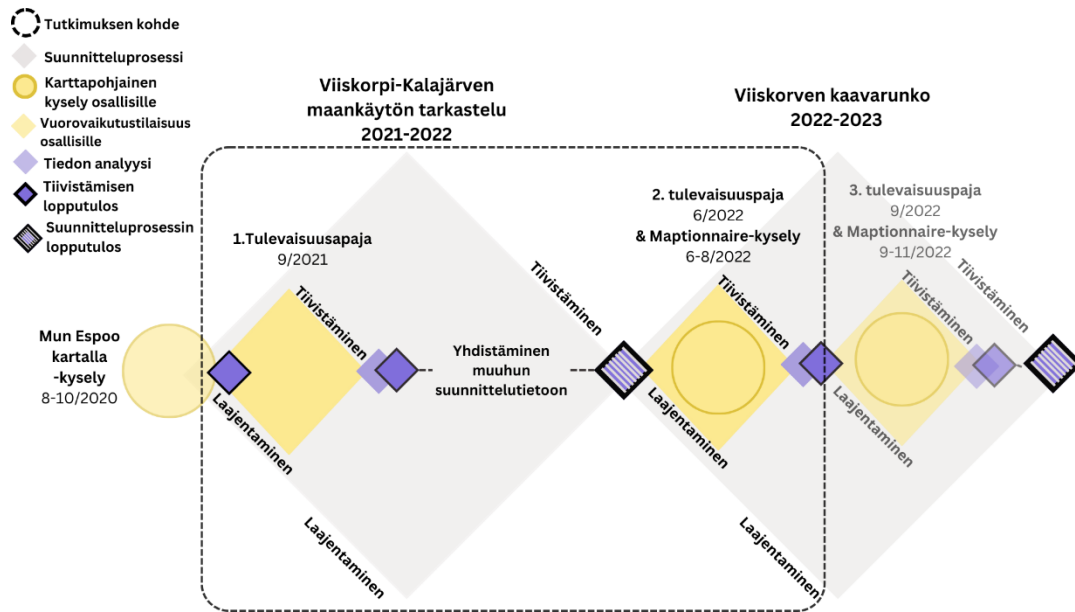 Tutkimuksen kohde
Suunnitteluprosessi
Karttapohjainen
kysely osallisille
Vuorovaikutustilaisuus
osallisille
Tiedon analyysi
Tiivistämisen
lopputulos
Suunnitteluprosessin
lopputulos
Viiskorpi-Kalajärven
maankäytön tarkastelu
2021-2022
Viiskorven kaavarunko
2022-2023
1.Tulevaisuusapaja
9/2021
2. tulevaisuuspaja
6/2022
& Maptionnaire-kysely
6-8/2022
3. tulevaisuuspaja
9/2022
& Maptionnaire-kysely
9-11/2022
Mun Espoo
kartalla
-kysely
8-10/2020
Tiivistäminen
Laajentaminen
Yhdistäminen
muuhun
suunnittelutietoon
Tiivistäminen
Laajentaminen
Tiivistäminen
Laajentaminen
Tiivistäminen
Laajentaminen
Tiivistäminen
Laajentaminen